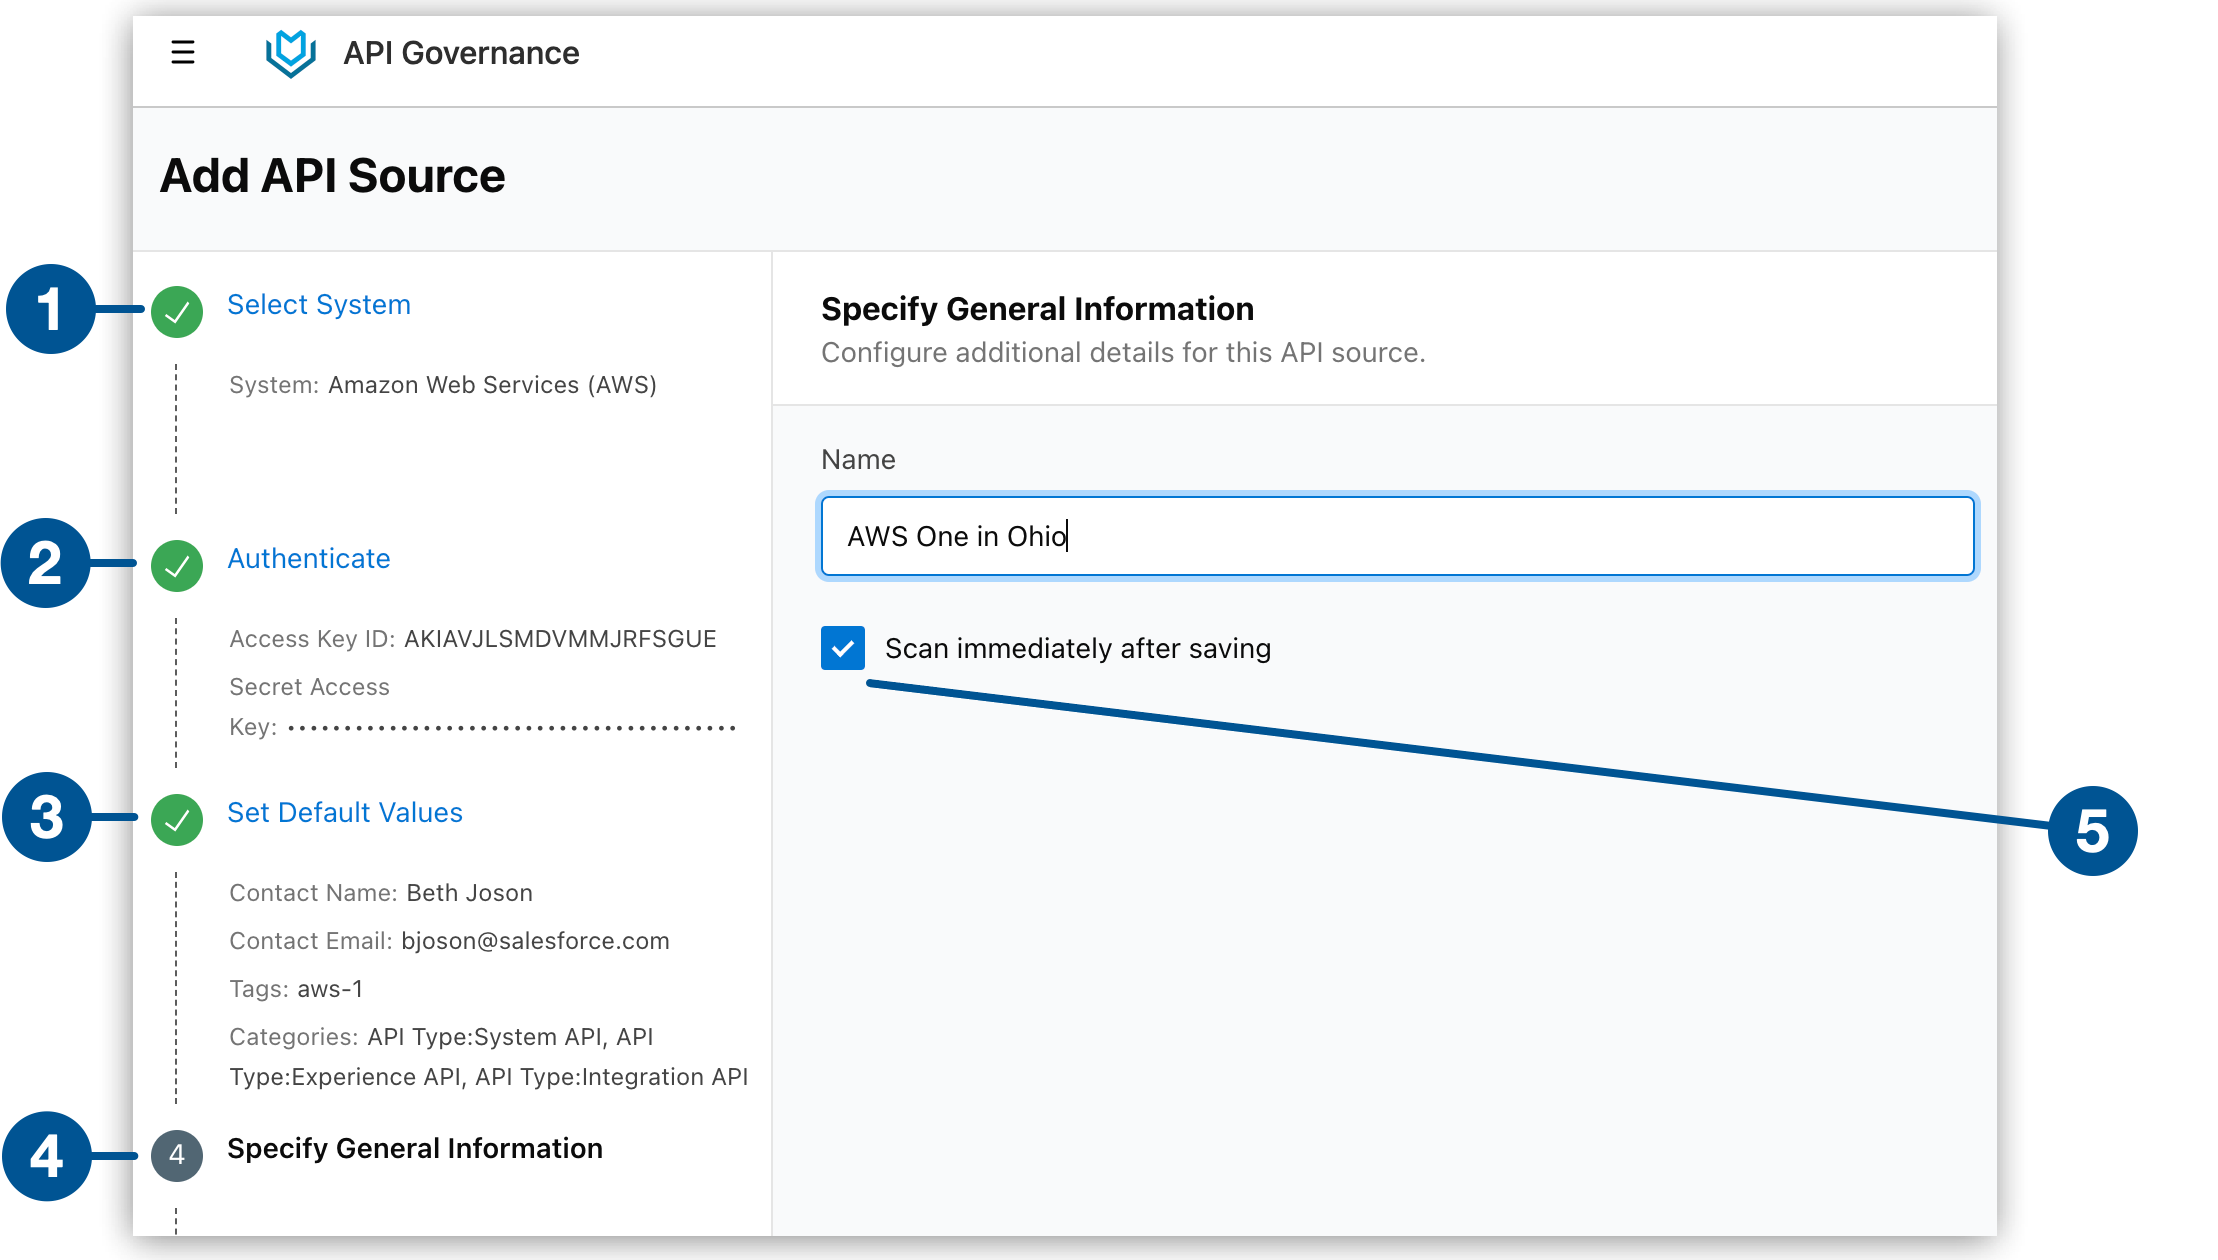 API Governance
Add API Source
1
Select System
System: Amazon Web Services (AWS)
2
Authenticate
Access Key ID: AKIAVJLSMDVMMJRFSGUE
Secret Access
Key: ••••••••••••••••••••••••••••••••••••••••
3
Set Default Values
Contact Name: Beth Joson
Contact Email: bjoson@salesforce.com
Tags: aws-1
Categories: API Type:System API, API
Type:Experience API, API Type:Integration API
4
4
Specify General Information
Specify General Information
Configure additional details for this API source.
Name
AWS One in Ohio
Scan immediately after saving
5